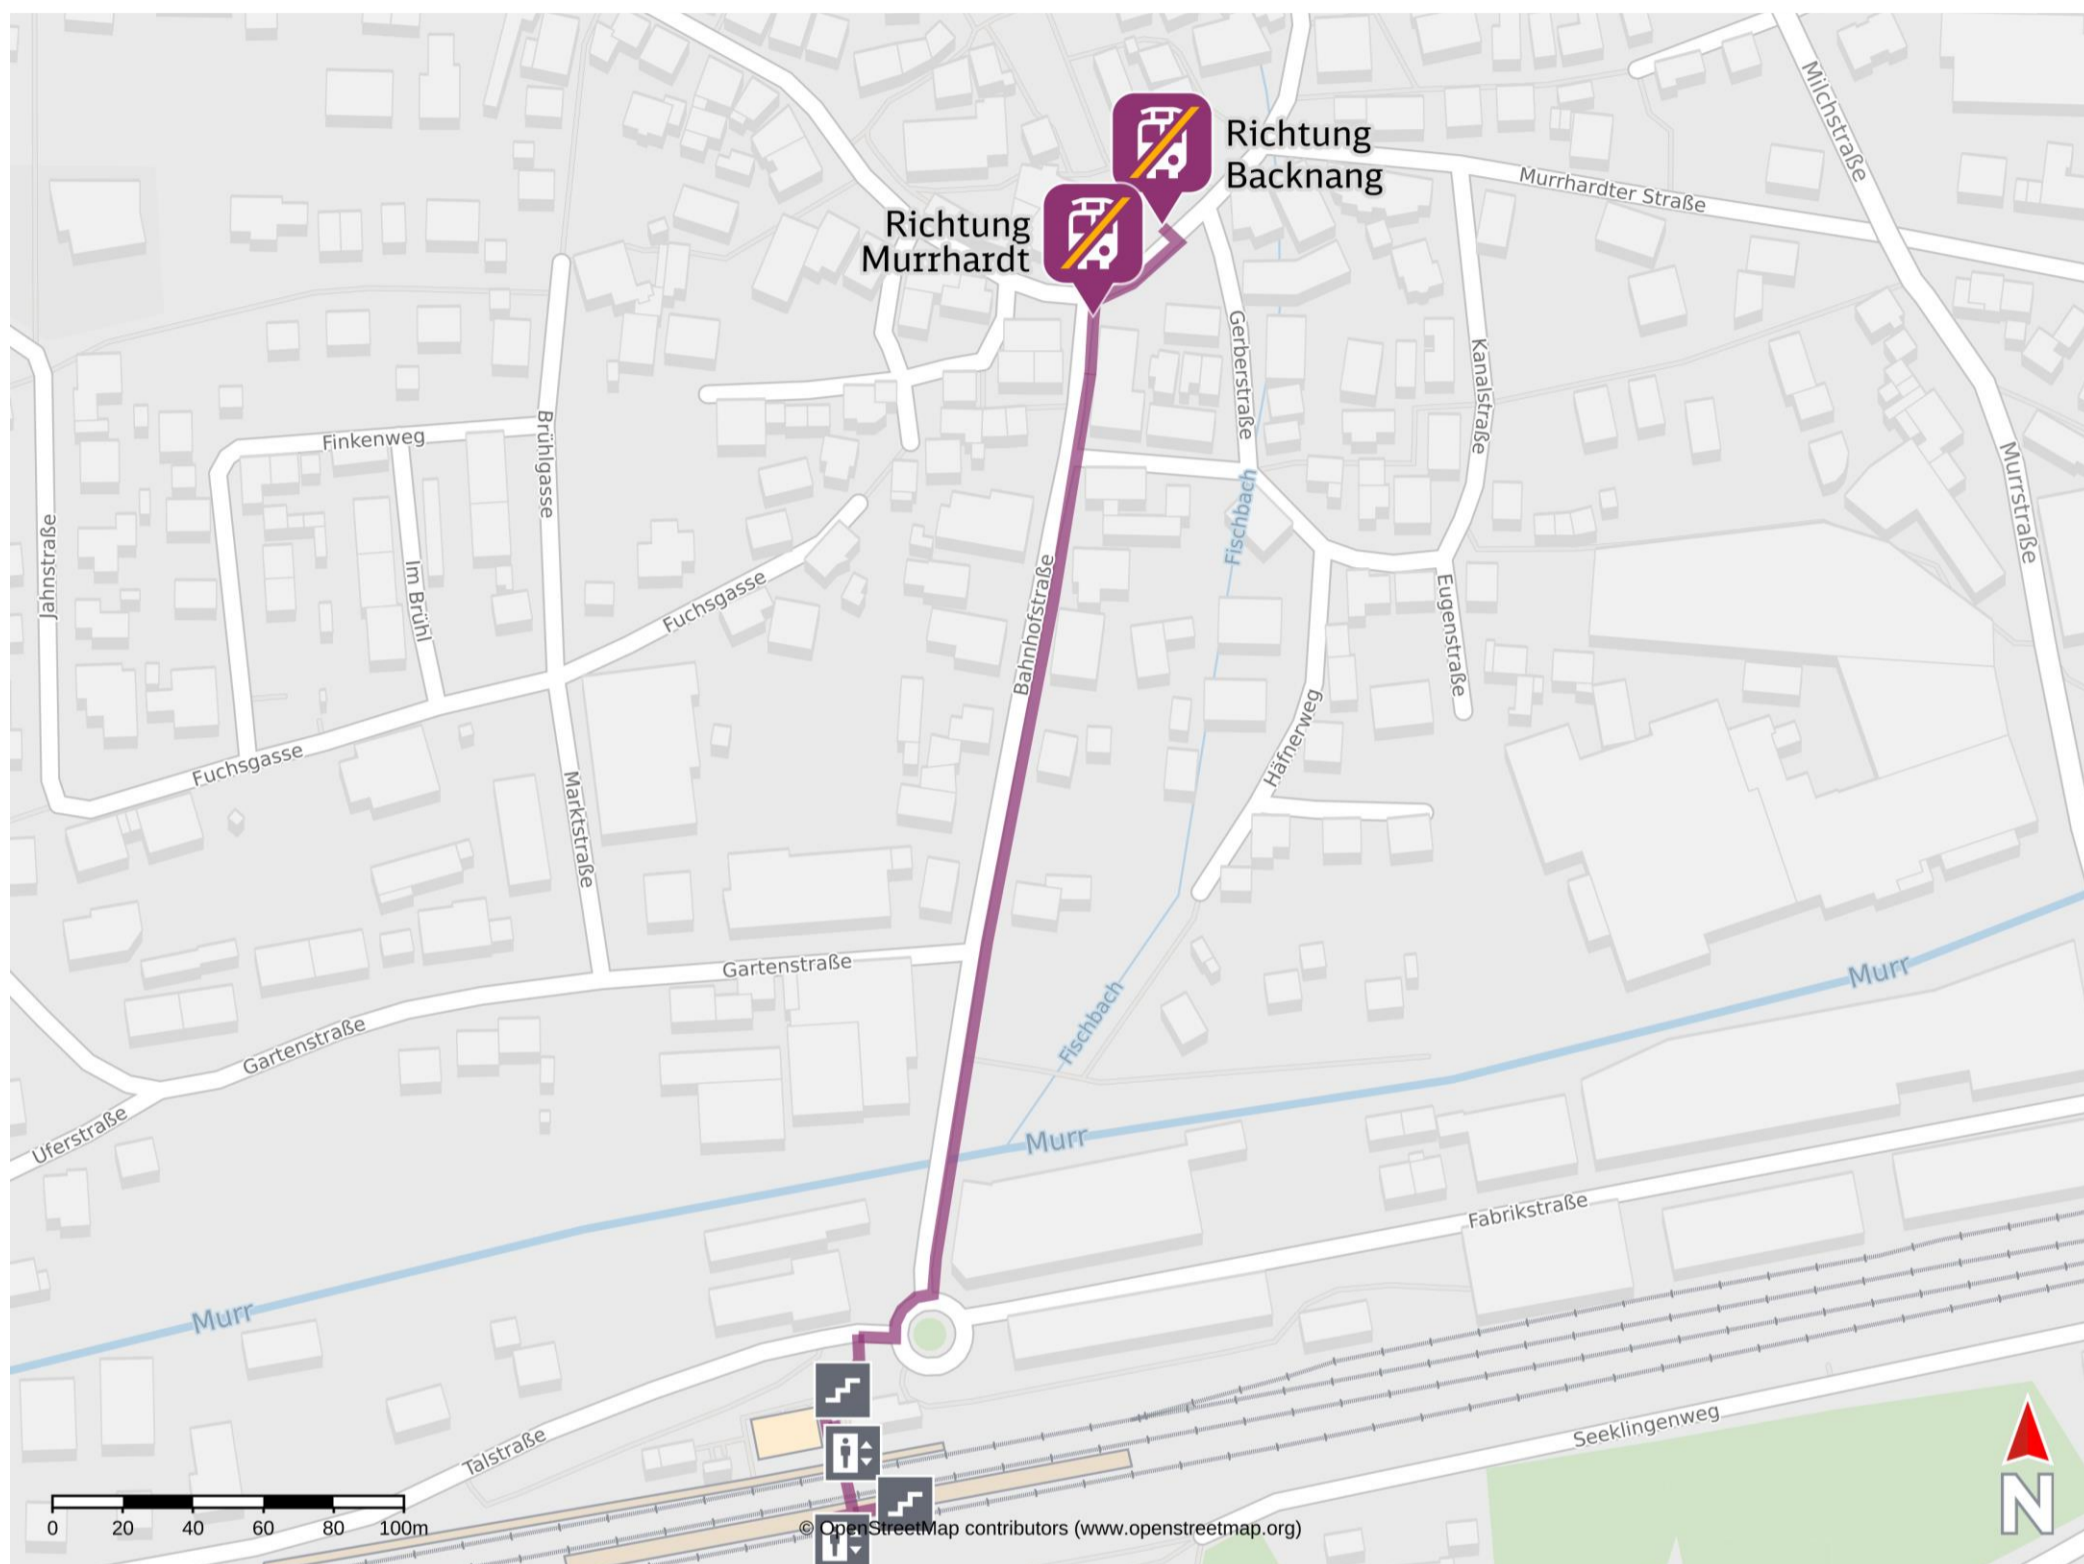 Richtung
Backnang
Richtung
Murrhardt
Milchstraße
Murrhardter Straße
Gerberstraße
Kanalstraße
Finkenweg
Brühlgasse
Murrstraße
Fischbach
Jahnstraße
Im Brühl
Fuchsgasse
Bahnhofstraße
Eugenstraße
Häfnerweg
Fuchsgasse
Marktstraße
Gartenstraße
Murr
Fischbach
Gartenstraße
Uferstraße
Murr
Fabrikstraße
Murr
Seeklingenweg
Talstraße
0 20 40 60 80 100m
© OpenStreetMap contributors (www.openstreetmap.org)
N